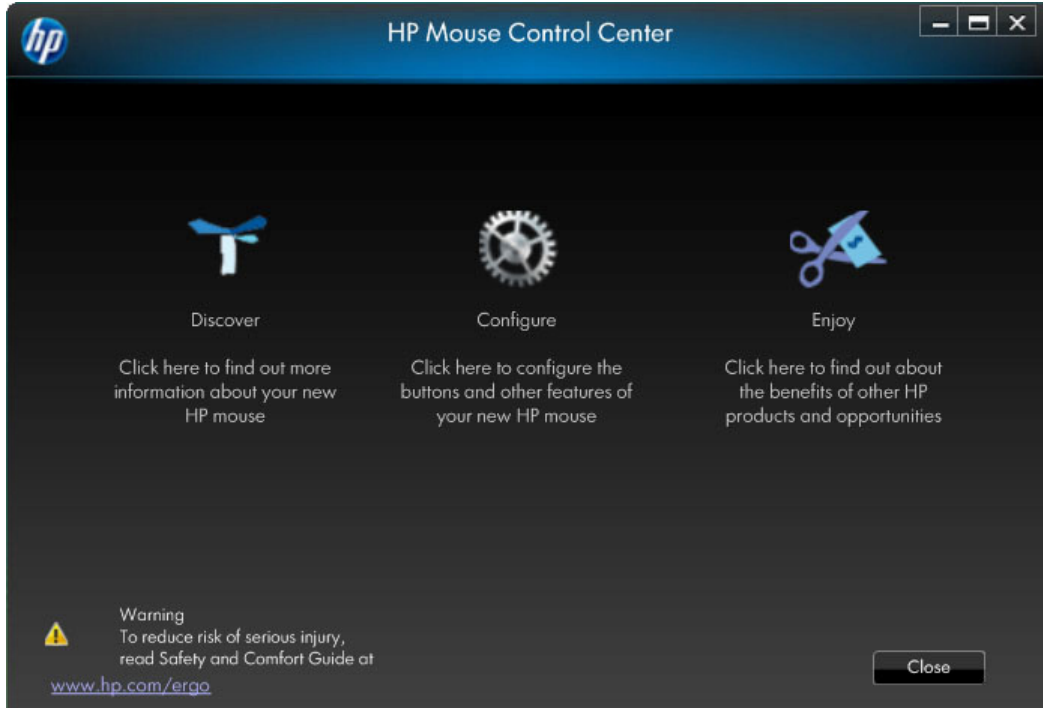 hp
HP Mouse Control Center
Discover
Click here to find out more
information about your new
HP mouse
Configure
Click here to configure the
buttons and other features of
your new HP mouse
$
Enjoy
Click here to find out about
the benefits of other HP
products and opportunities
Warning
To reduce risk of serious injury,
read Safety and Comfort Guide at
www.hp.com/ergo
Close